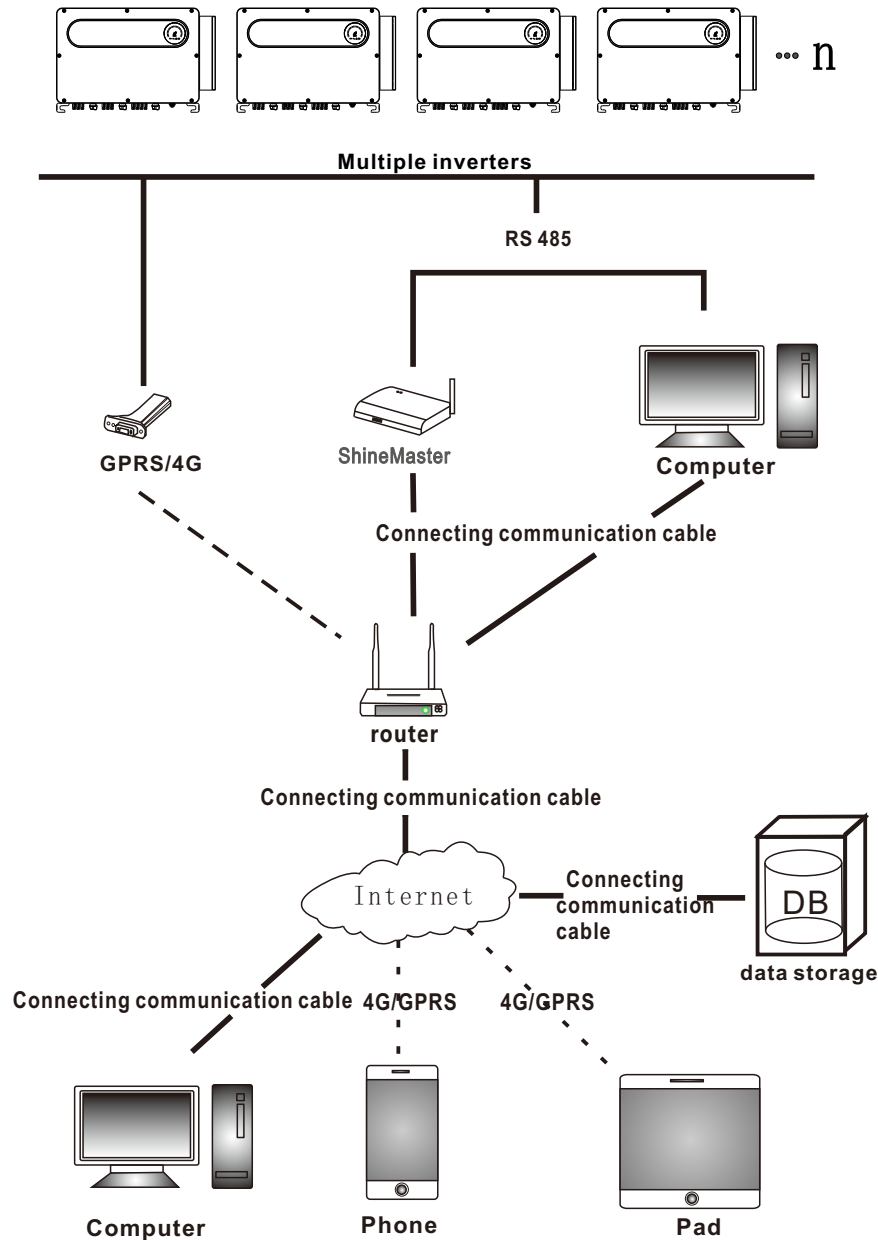 n
Multiple inverters
RS 485
GPRS/4G
ShineMaster
Computer
Connecting communication cable
router
Connecting communication cable
Internet
Connecting
communication
cable
DB
data storage
Connecting communication cable
4G/GPRS
4G/GPRS
Computer
Phone
Pad